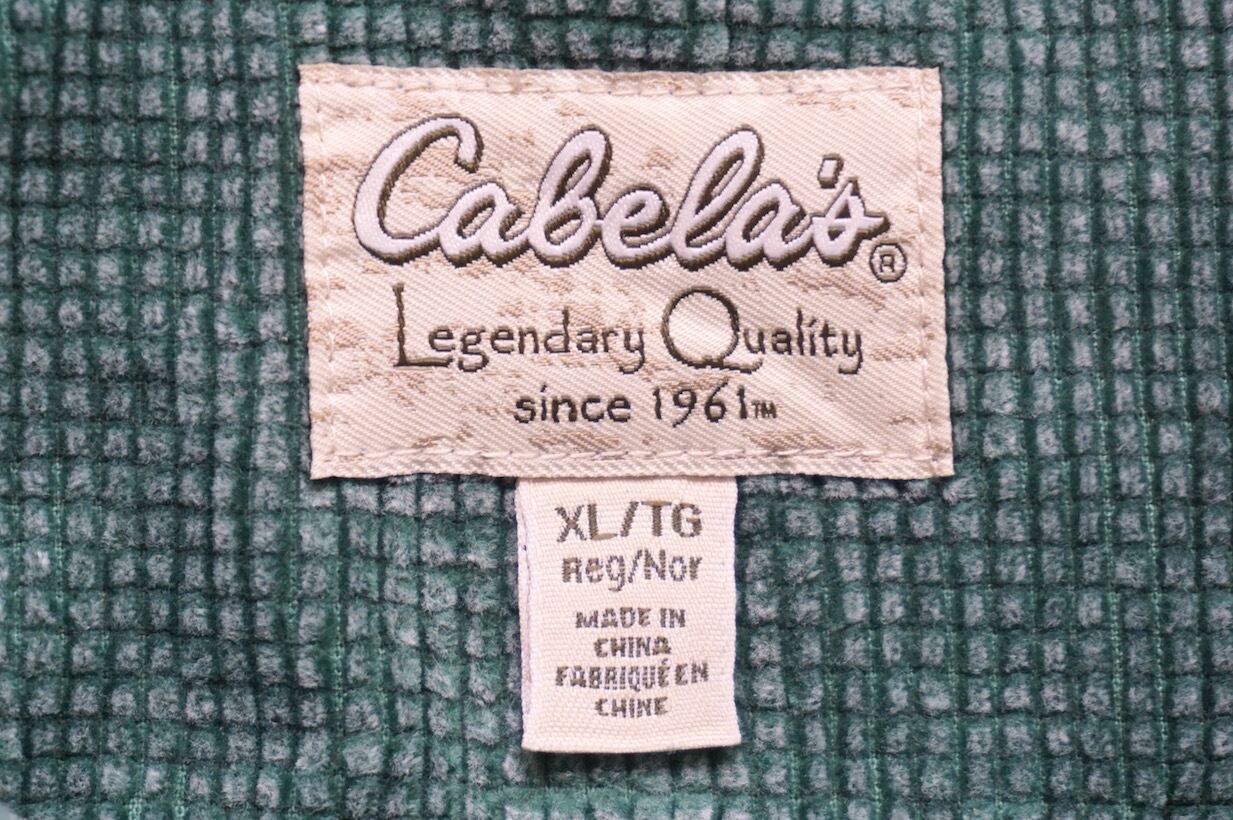 Cabela's®
Legendary Quality
since 1961™
XL/TG
Reg/Nor
MADE IN
CHINA
FABRIQUÉ EN
CHINE